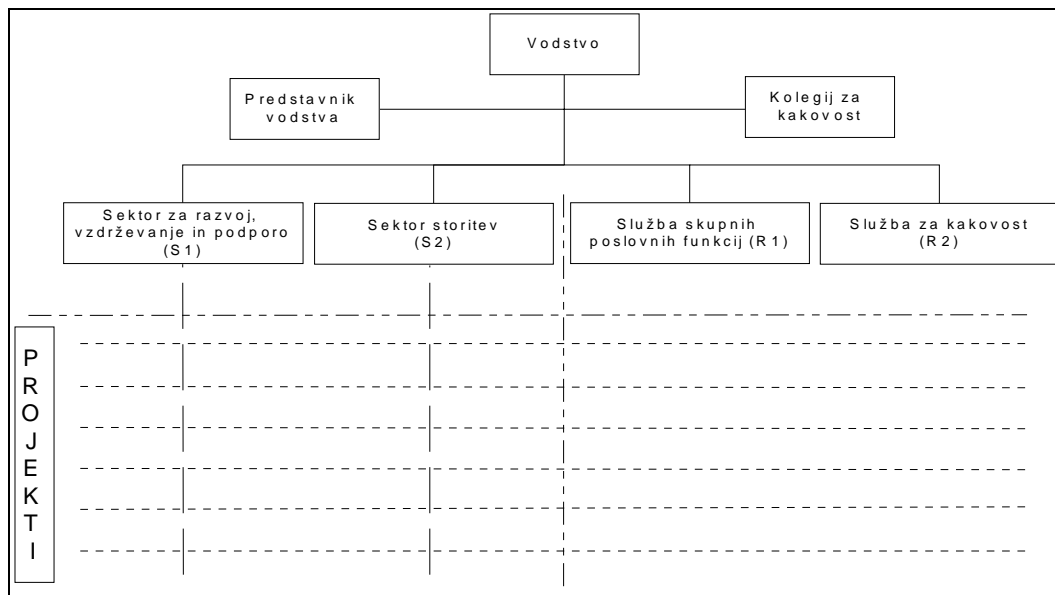 Vodstvo
Predstavnik
vodstva
Kolegij za
kakovost
Sektor za razvoj,
vzdrževanje in podporo
(S1)
Sektor storitev
(S2)
Služba skupnih
poslovnih funkcij (R1)
Služba za kakovost
(R2)
P
R
O
J
E
K
T
I